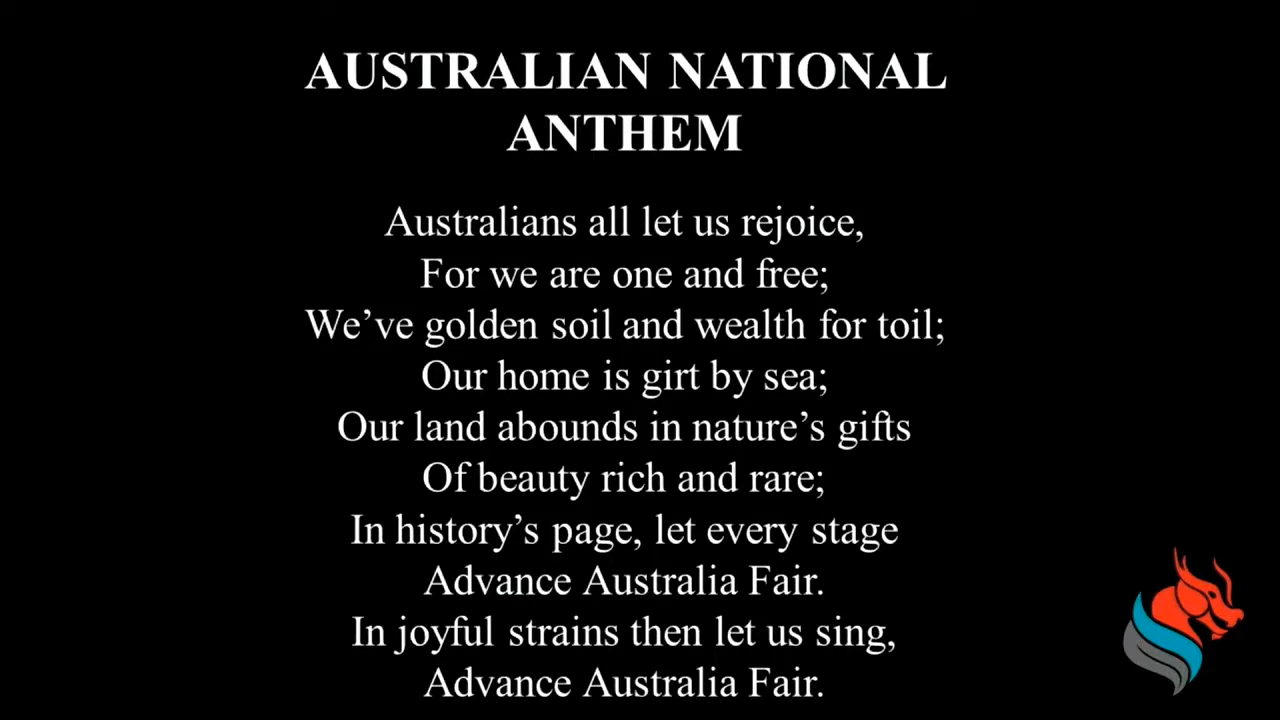 AUSTRALIAN NATIONAL
ANTHEM
Australians all let us rejoice,
For we are one and free;
We’ve golden soil and wealth for toil;
Our home is girt by sea;
Our land abounds in nature’s gifts
Of beauty rich and rare;
In history’s page, let every stage
Advance Australia Fair.
In joyful strains then let us sing,
Advance Australia Fair.